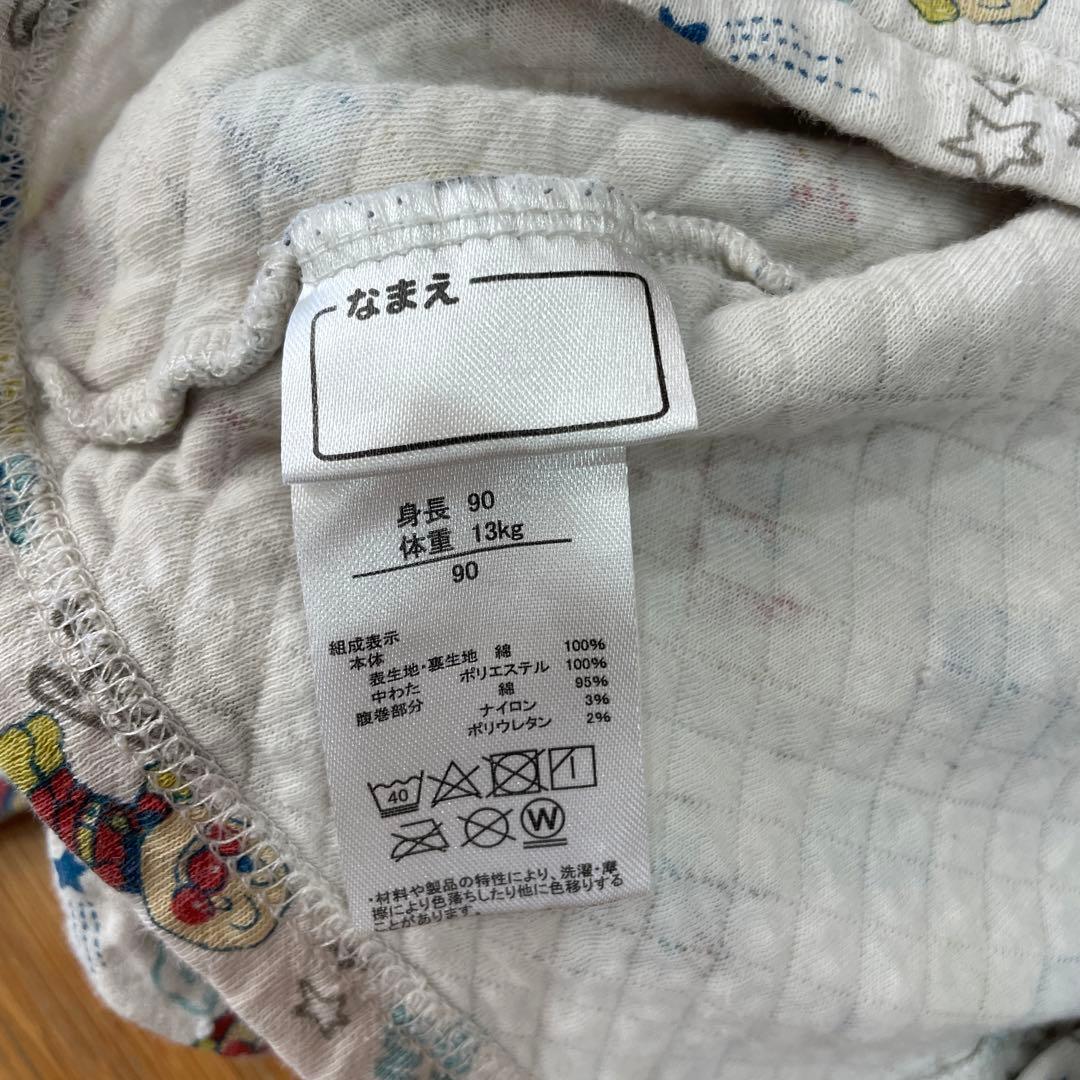 なまえ
身長 90
体重 13kg
90
組成表示
本体
表生地・裏生地 綿 100%
中わた ポリエステル 100%
腹巻部分 綿 95%
ナイロン 3%
ポリウレタン 2%
40
W
・材料や製品の特性により、洗濯・摩
擦により色落ちしたり他に色移りする
ことがあります。